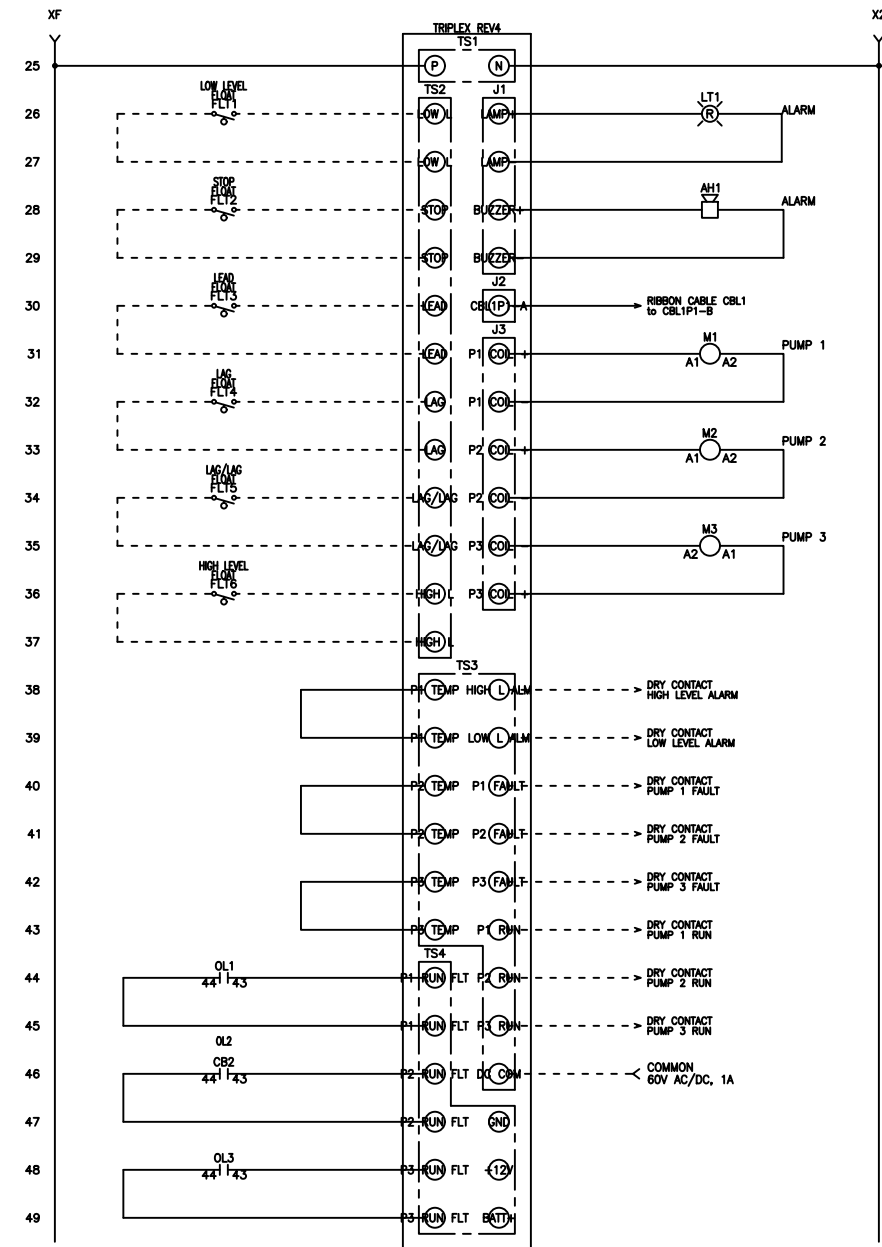 XF
X2
TRIPLEX REV4
TS1
25
P
N
TS2
J1
LOW LEVEL
FLOAT
FLT1
26
LOW L
LAMP+
LT1
R
ALARM
27
LOW L
LAMP-
STOP
FLOAT
FLT2
28
STOP
BUZZER+
AH1
ALARM
29
STOP
BUZZER-
J2
LEAD
FLOAT
FLT3
30
LEAD
CBL1P1-A
RIBBON CABLE CBL1
to CBL1P1-B
J3
31
LEAD
P1 COIL +
M1
A1
A2
PUMP 1
LAG
FLOAT
FLT4
32
LAG
P1 COIL -
33
LAG
P2 COIL +
M2
A1
A2
PUMP 2
LAG/LAG
FLOAT
FLT5
34
LAG/LAG
P2 COIL -
35
LAG/LAG
P3 COIL -
M3
A2
A1
PUMP 3
HIGH LEVEL
FLOAT
FLT6
36
HIGH L
P3 COIL +
37
HIGH L
TS3
38
P1 TEMP
HIGH L ALM
DRY CONTACT
HIGH LEVEL ALARM
39
P1 TEMP
LOW L ALM
DRY CONTACT
LOW LEVEL ALARM
40
P2 TEMP
P1 FAULT
DRY CONTACT
PUMP 1 FAULT
41
P2 TEMP
P2 FAULT
DRY CONTACT
PUMP 2 FAULT
42
P3 TEMP
P3 FAULT
DRY CONTACT
PUMP 3 FAULT
43
P3 TEMP
P1 RUN
DRY CONTACT
PUMP 1 RUN
TS4
44
OL1
44
43
P1 RUN FLT
P2 RUN
DRY CONTACT
PUMP 2 RUN
45
P1 RUN FLT
P3 RUN
DRY CONTACT
PUMP 3 RUN
OL2
CB2
46
44
43
P2 RUN FLT
DC COM
COMMON
60V AC/DC, 1A
47
P2 RUN FLT
GND
48
OL3
44
43
P3 RUN FLT
+12V
49
P3 RUN FLT
BATT+